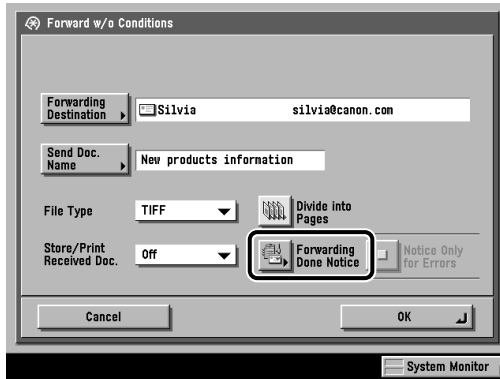 Forward w/o Conditions
Forwarding
Destination
Silvia silvia@canon.com
Send Doc.
Name
New products information
File Type
TIFF
Divide into
Pages
Store/Print
Received Doc.
Off
Forwarding
Done Notice
Notice Only
for Errors
Cancel
OK
System Monitor